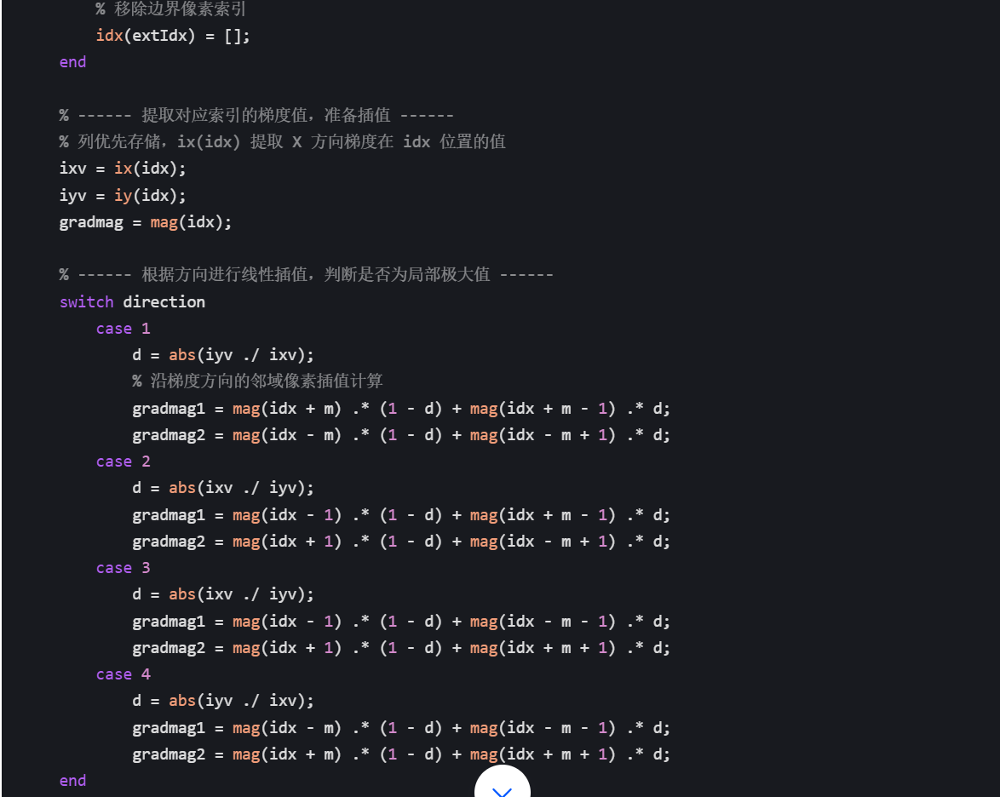 % 移除边界像素索引
idx(extIdx) = [];
end
% ------ 提取对应索引的梯度值，准备插值 ------
% 列优先存储，ix(idx) 提取 X 方向梯度在 idx 位置的值
ixv = ix(idx);
iyv = iy(idx);
gradmag = mag(idx);
% ------ 根据方向进行线性插值，判断是否为局部极大值 ------
switch direction
case 1
d = abs(iyv ./ ixv);
% 沿梯度方向的邻域像素插值计算
gradmag1 = mag(idx + m) .* (1 - d) + mag(idx + m - 1) .* d;
gradmag2 = mag(idx - m) .* (1 - d) + mag(idx - m + 1) .* d;
case 2
d = abs(ixv ./ iyv);
gradmag1 = mag(idx - 1) .* (1 - d) + mag(idx + m - 1) .* d;
gradmag2 = mag(idx + 1) .* (1 - d) + mag(idx - m + 1) .* d;
case 3
d = abs(ixv ./ iyv);
gradmag1 = mag(idx - 1) .* (1 - d) + mag(idx - m - 1) .* d;
gradmag2 = mag(idx + 1) .* (1 - d) + mag(idx + m + 1) .* d;
case 4
d = abs(iyv ./ ixv);
gradmag1 = mag(idx - m) .* (1 - d) + mag(idx - m - 1) .* d;
gradmag2 = mag(idx + m) .* (1 - d) + mag(idx + m + 1) .* d;
end